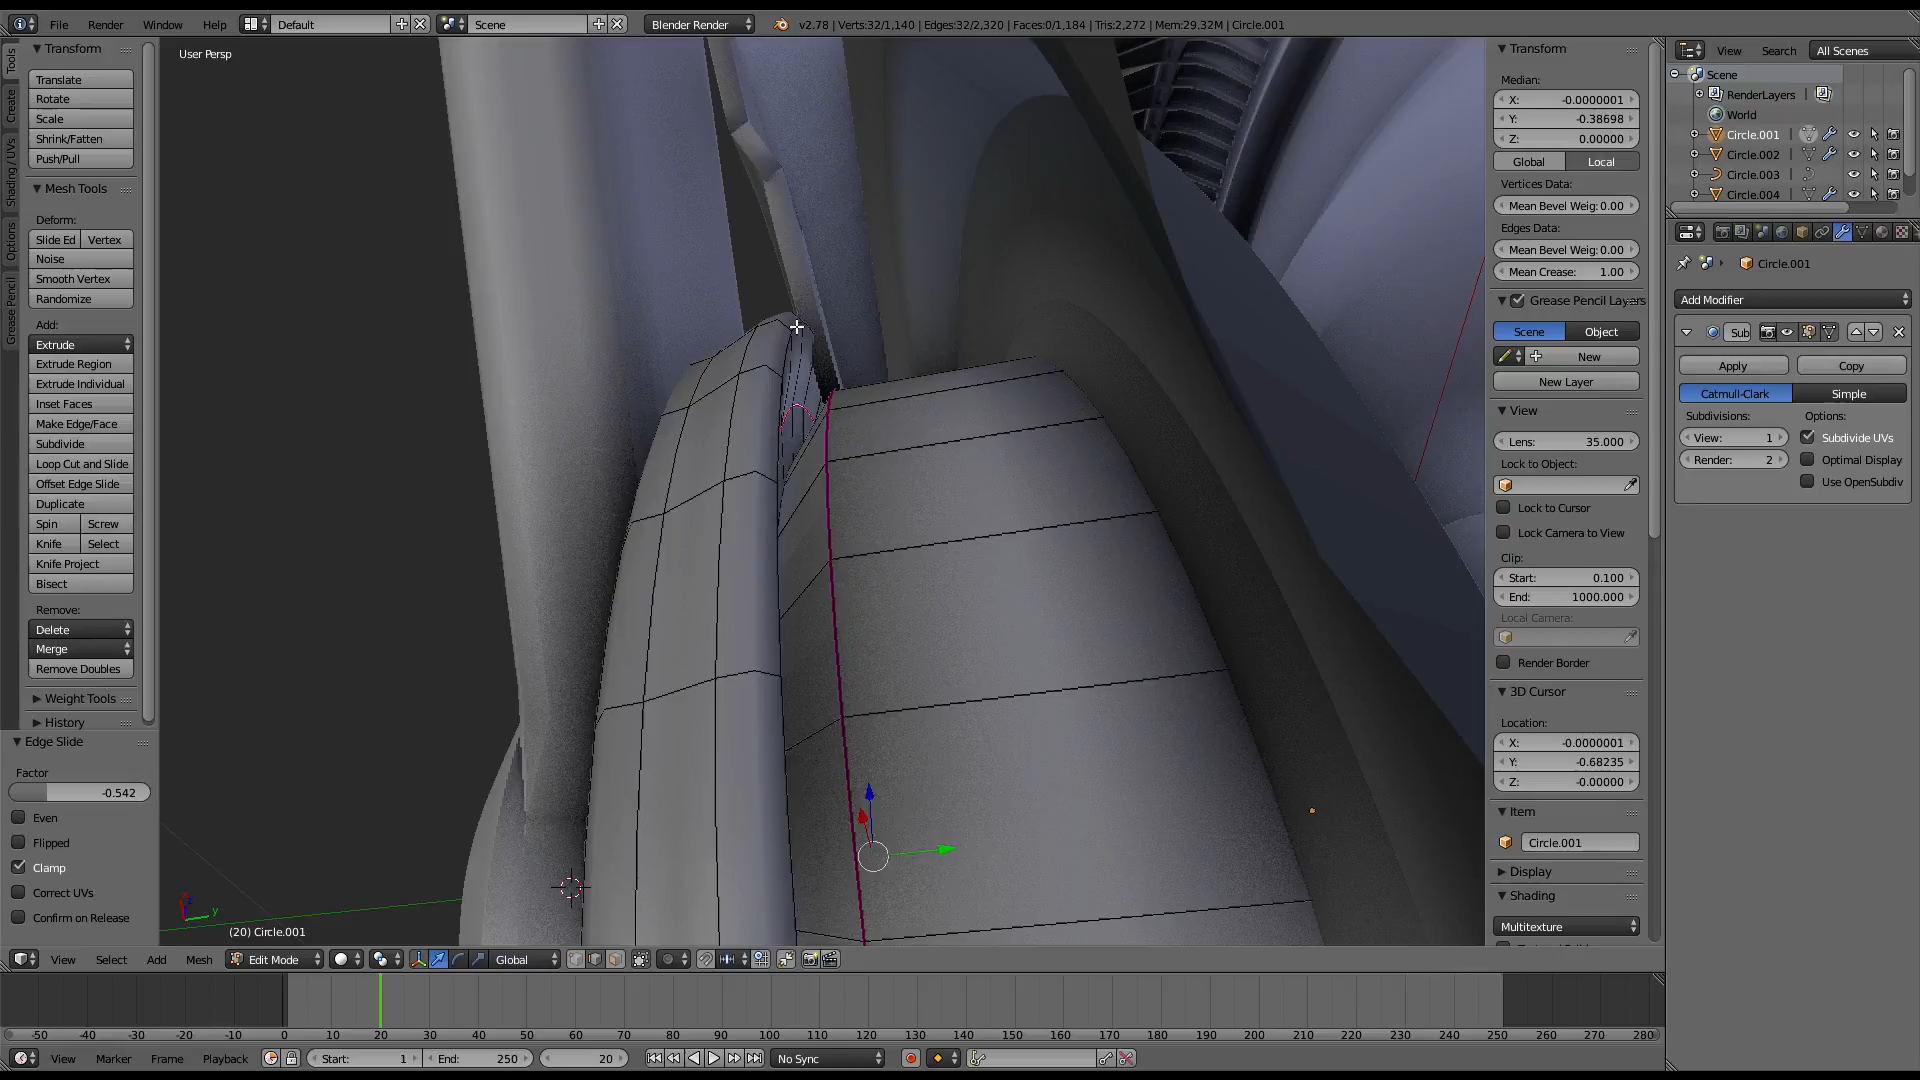 File Render Window Help Default Scene Blender Render v2.78 | Verts:32/1,140 | Edges:32/2,320 | Faces:0/1,184 | Tris:2,272 | Mem:29.32M | Circle.001
Tools
Create
Shading / UVs
Options
Grease Pencil
Transform
Translate
Rotate
Scale
Shrink/Fatten
Push/Pull
Mesh Tools
Deform:
Slide Ed Vertex
Noise
Smooth Vertex
Randomize
Add:
Extrude
Extrude Region
Extrude Individual
Inset Faces
Make Edge/Face
Subdivide
Loop Cut and Slide
Offset Edge Slide
Duplicate
Spin Screw
Knife Select
Knife Project
Bisect
Remove:
Delete
Merge
Remove Doubles
Weight Tools
History
Edge Slide
Factor
-0.542
Even
Flipped
Clamp
Correct UVs
Confirm on Release
User Persp
z
y
(20) Circle.001
View Select Add Mesh Edit Mode Global
Transform
Median:
X: -0.0000001
Y: -0.38698
Z: 0.00000
Global Local
Vertices Data:
Mean Bevel Weig: 0.00
Edges Data:
Mean Bevel Weig: 0.00
Mean Crease: 1.00
Grease Pencil Layers
Scene Object
New
New Layer
View
Lens: 35.000
Lock to Object:
Lock to Cursor
Lock Camera to View
Clip:
Start: 0.100
End: 1000.000
Local Camera:
Render Border
3D Cursor
Location:
X: -0.0000001
Y: -0.68235
Z: -0.00000
Item
Circle.001
Display
Shading
Multitexture
View Search All Scenes
Scene
RenderLayers
World
Circle.001
Circle.002
Circle.003
Circle.004
Circle.001
Add Modifier
Sub
Apply Copy
Catmull-Clark Simple
Subdivisions: Options:
View: 1 Subdivide UVs
Render: 2 Optimal Display
Use OpenSubdiv
-50 -40 -30 -20 -10 0 10 20 30 40 50 60 70 80 90 100 110 120 130 140 150 160 170 180 190 200 210 220 230 240 250 260 270 280
View Marker Frame Playback Start: 1 End: 250 20 No Sync